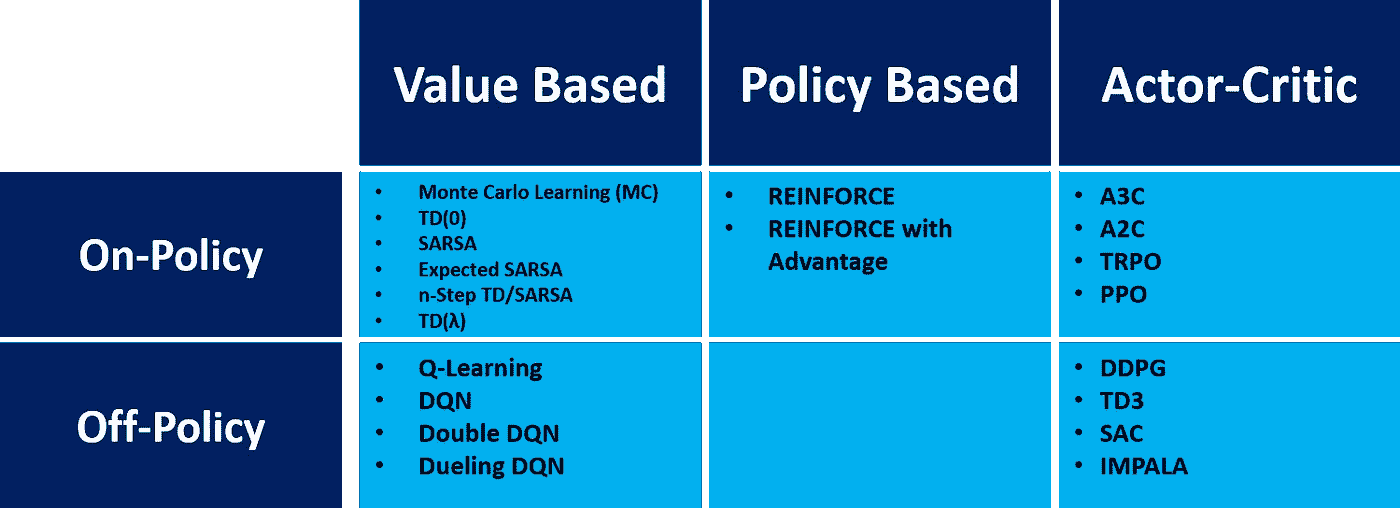 Value Based
Policy Based
Actor-Critic
On-Policy
• Monte Carlo Learning (MC)
• TD(0)
• SARSA
• Expected SARSA
• n-Step TD/SARSA
• TD(λ)
• REINFORCE
• REINFORCE with
Advantage
• A3C
• A2C
• TRPO
• PPO
Off-Policy
• Q-Learning
• DQN
• Double DQN
• Dueling DQN
• DDPG
• TD3
• SAC
• IMPALA